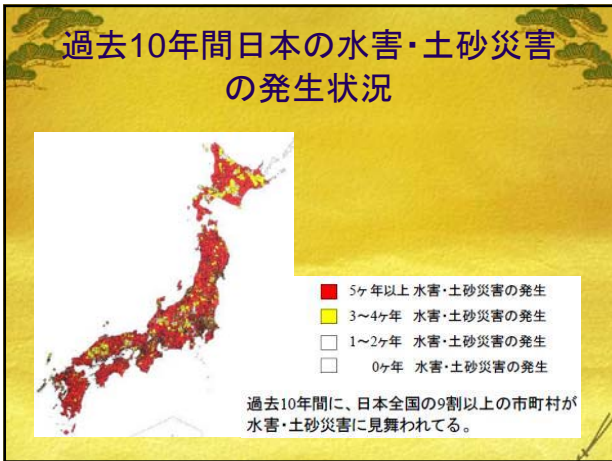 過去10年間日本の水害・土砂災害
の発生状況
5ヶ年以上 水害・土砂災害の発生
3～4ヶ年 水害・土砂災害の発生
1～2ヶ年 水害・土砂災害の発生
0ヶ年 水害・土砂災害の発生
過去10年間に、日本全国の9割以上の市町村が
水害・土砂災害に見舞われてる。